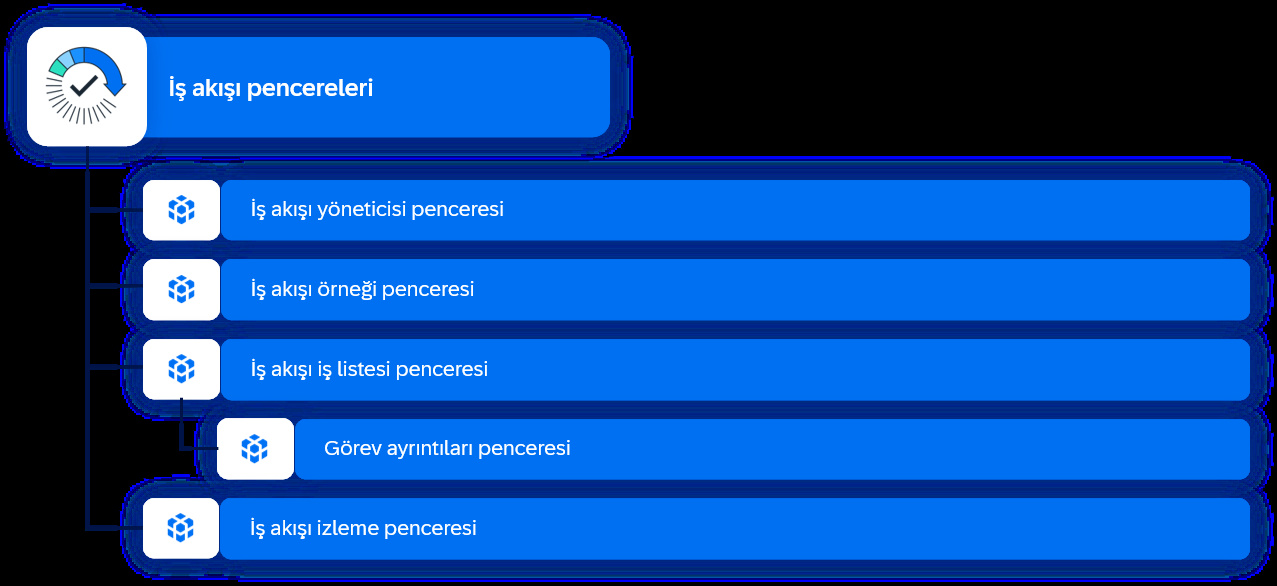 İş akışı pencereleri
İş akışı yöneticisi penceresi
İş akışı örneği penceresi
İş akışı iş listesi penceresi
Görev ayrıntıları penceresi
İş akışı izleme penceresi